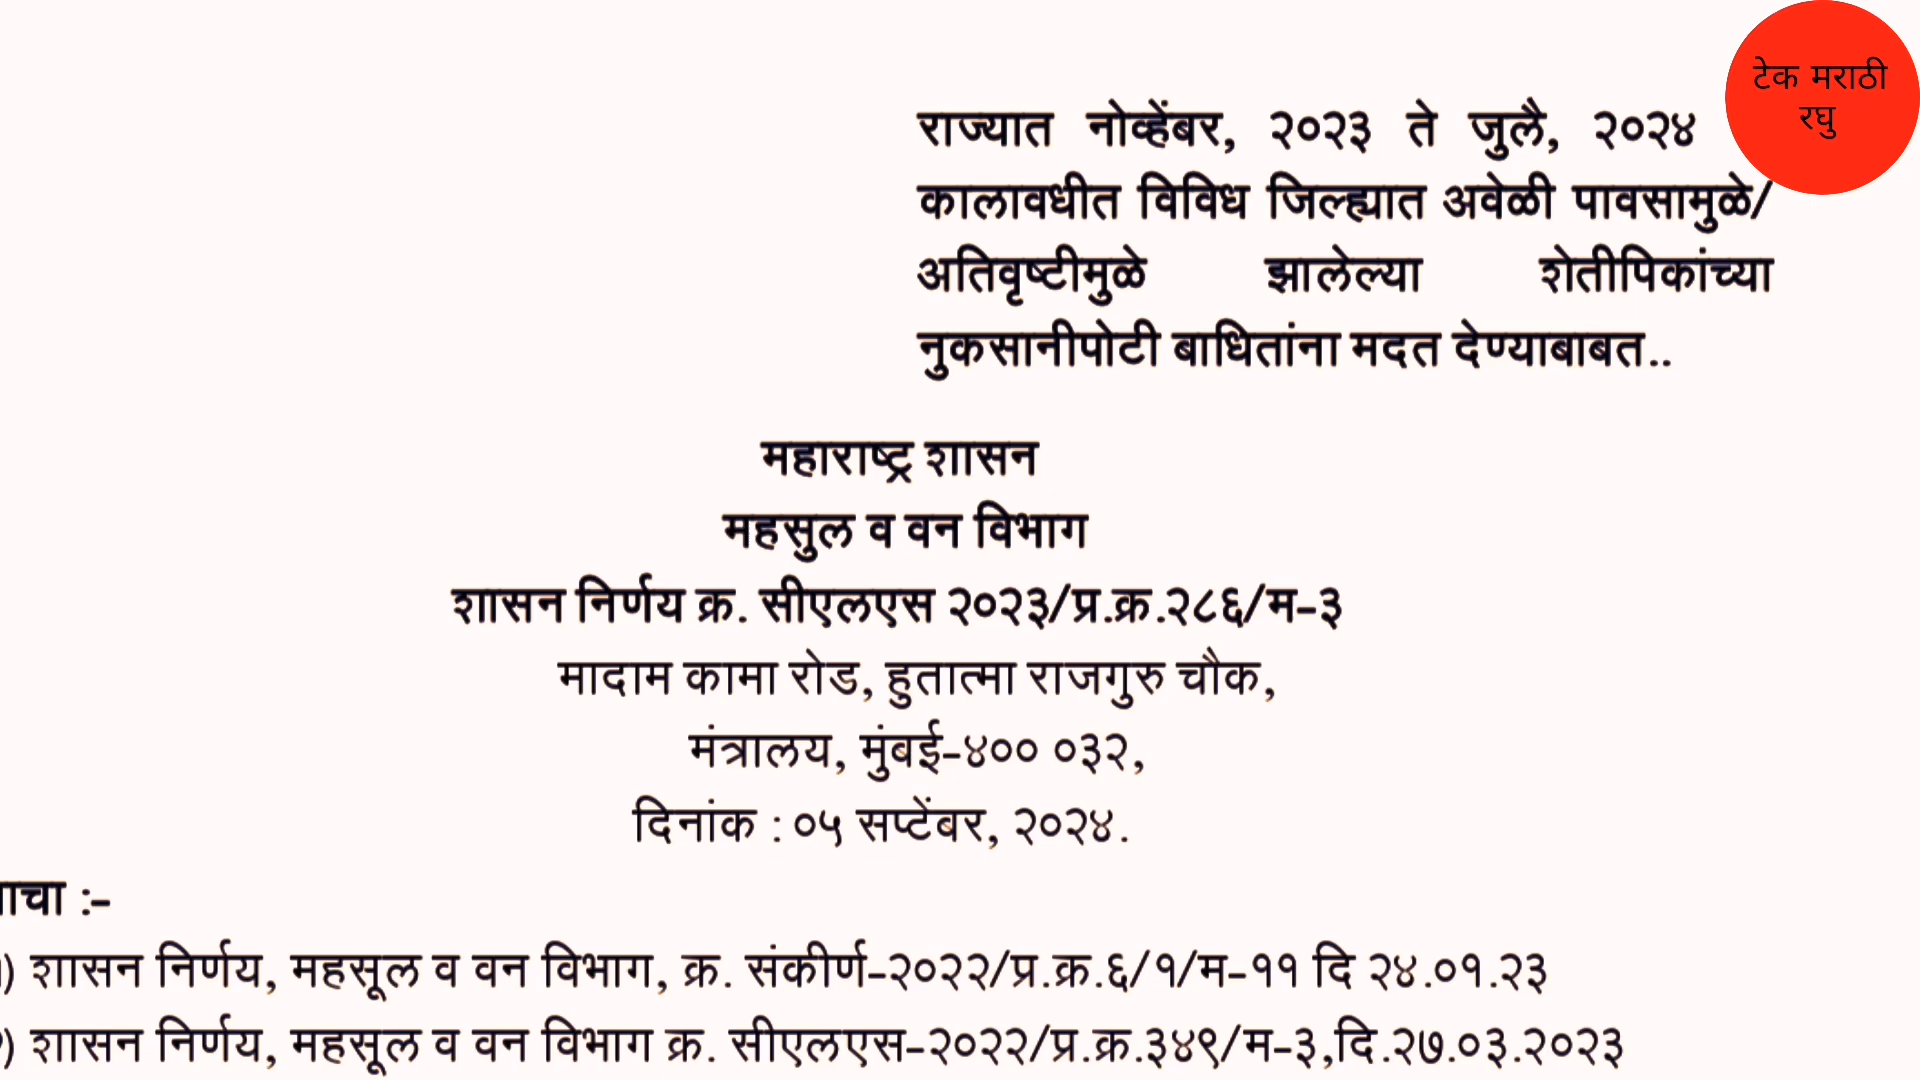 टेक मराठी
रघु
राज्यात नोव्हेंबर, २०२३ ते जुलै, २०२४
कालावधीत विविध जिल्ह्यात अवेळी पावसामुळे/
अतिवृष्टीमुळे झालेल्या शेतीपिकांच्या
नुकसानीपोटी बाधितांना मदत देण्याबाबत..
महाराष्ट्र शासन
महसुल व वन विभाग
शासन निर्णय क्र. सीएलएस २०२३/प्र.क्र.२८६/म-३
मादाम कामा रोड, हुतात्मा राजगुरु चौक,
मंत्रालय, मुंबई-४०० ०३२,
दिनांक : ०५ सप्टेंबर, २०२४.
:-
) शासन निर्णय, महसूल व वन विभाग, क्र. संकीर्ण-२०२२/प्र.क्र.६/१/म-११ दि २४.०१.२३
) शासन निर्णय, महसूल व वन विभाग क्र. सीएलएस-२०२२/प्र.क्र.३४९/म-३,दि.२७.०३.२०२३